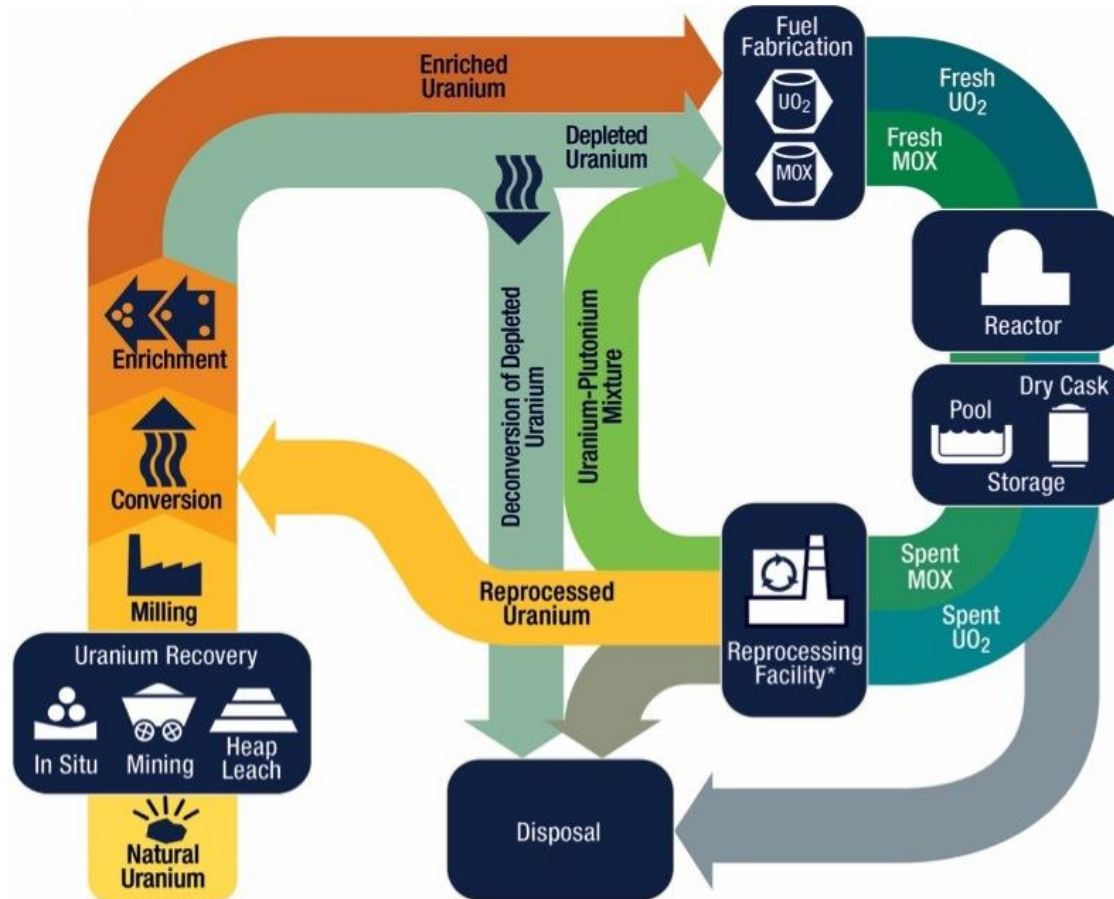 Fuel
Fabrication
UO₂
MOX
Enriched
Uranium
Depleted
Uranium
Fresh
UO₂
Fresh
MOX
Reactor
Dry Cask
Pool
Storage
Enrichment
Conversion
Milling
Uranium Recovery
In Situ
Mining
Heap
Leach
Natural
Uranium
Deconversion of Depleted
Uranium
Uranium-Plutonium
Mixture
Reprocessed
Uranium
Reprocessing
Facility*
Spent
MOX
Spent
UO₂
Disposal